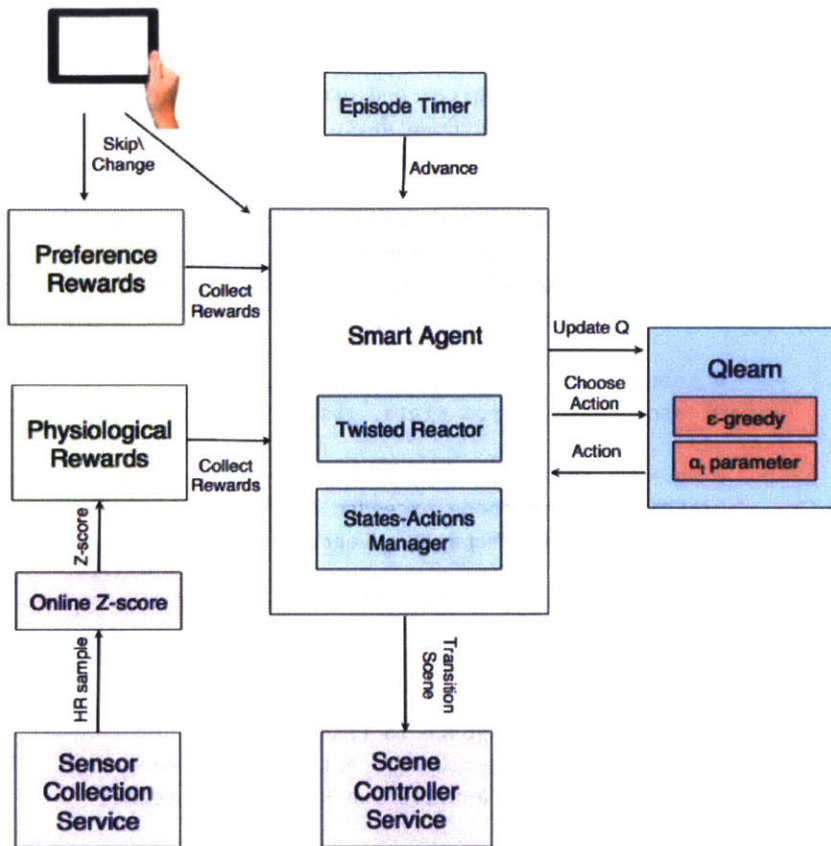 Episode Timer
Skip\
Change
Advance
Preference
Rewards
Collect
Rewards
Smart Agent
Update Q
Qlearn
Choose
Action
ε-greedy
Action
α_t parameter
Physiological
Rewards
Collect
Rewards
Twisted Reactor
States-Actions
Manager
Z-score
Online Z-score
HR sample
Transition
Scene
Sensor
Collection
Service
Scene
Controller
Service